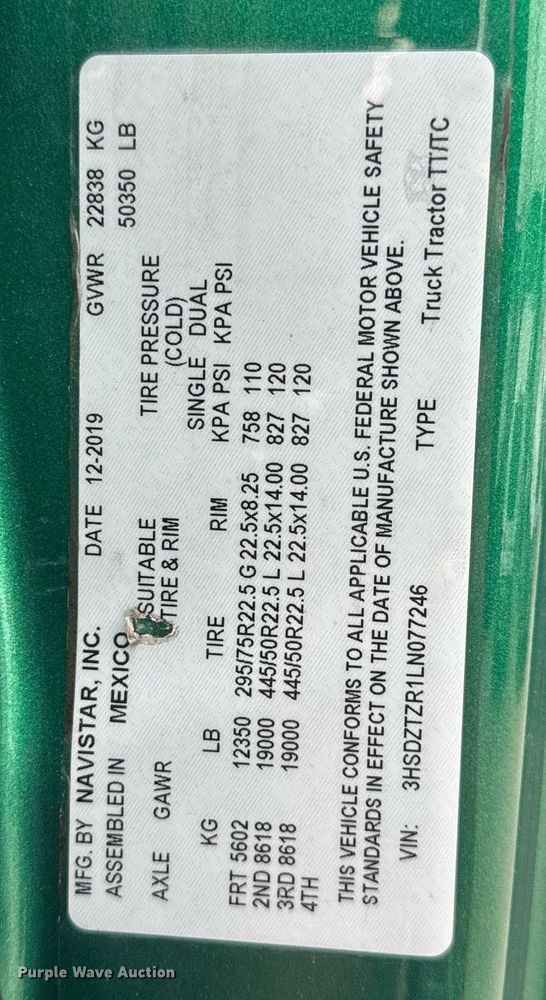 MFG. BY NAVISTAR, INC. DATE 12-2019 GVWR 22838 KG
ASSEMBLED IN MEXICO 50350 LB
AXLE GAWR SUITABLE TIRE PRESSURE
TIRE & RIM (COLD)
SINGLE DUAL
KG LB TIRE RIM KPA PSI KPA PSI
FRT 5602 12350 295/75R22.5 G 22.5x8.25 758 110
2ND 8618 19000 445/50R22.5 L 22.5x14.00 827 120
3RD 8618 19000 445/50R22.5 L 22.5x14.00 827 120
4TH
THIS VEHICLE CONFORMS TO ALL APPLICABLE U.S. FEDERAL MOTOR VEHICLE SAFETY
STANDARDS IN EFFECT ON THE DATE OF MANUFACTURE SHOWN ABOVE.
VIN: 3HSDZTZR1LN077246 TYPE Truck Tractor TT/TC
Purple Wave Auction